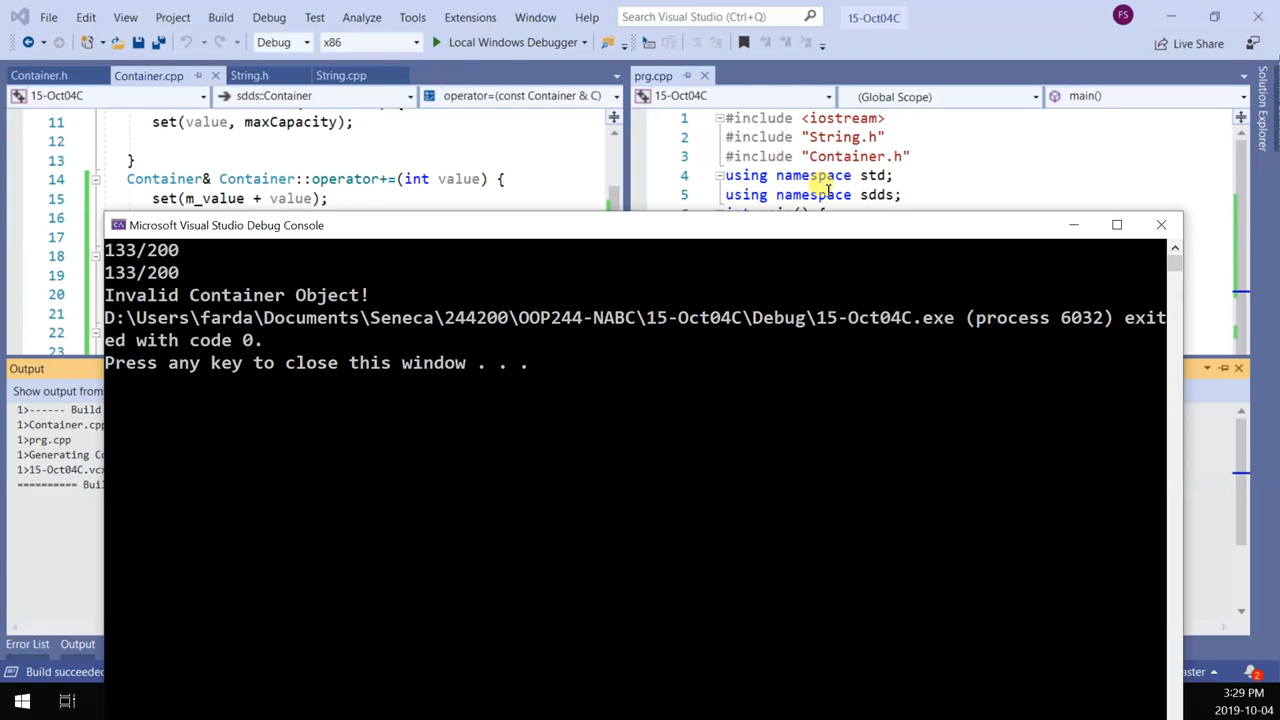 File Edit View Project Build Debug Test Analyze Tools Extensions Window Help Search Visual Studio (Ctrl+Q) 15-Oct04C FS
Debug x86 Local Windows Debugger Live Share
Container.h Container.cpp String.h String.cpp prg.cpp
15-Oct04C sdds::Container operator=(const Container & C) 15-Oct04C (Global Scope) main()
11
12 set(value, maxCapacity);
13 }
14 Container& Container::operator+=(int value) {
15 set(m_value + value);
16
17
18
19
20
21
22
23
1 #include <iostream>
2 #include "String.h"
3 #include "Container.h"
4 using namespace std;
5 using namespace sdds;
Solution Explorer
Microsoft Visual Studio Debug Console
133/200
133/200
Invalid Container Object!
D:\Users\farda\Documents\Seneca\244200\OOP244-NABC\15-Oct04C\Debug\15-Oct04C.exe (process 6032) exit
ed with code 0.
Press any key to close this window . . .
Output
Show output from
1>------ Build
1>Container.cpp
1>prg.cpp
1>Generating Co
1>15-Oct04C.vcx
========== Bui
Error List Output
Build succeeded
2
3:29 PM
2019-10-04